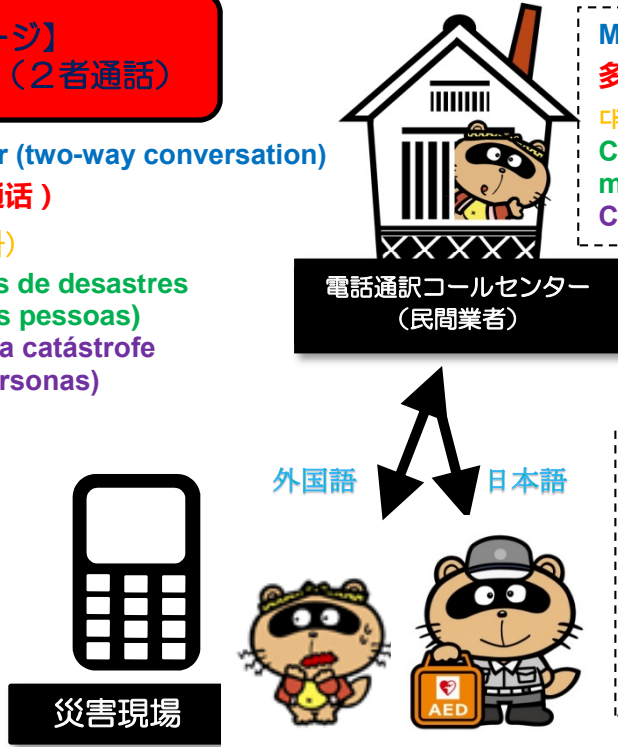 ージ】
（２者通話）
r (two-way conversation)
通话）
s de desastres
s pessoas)
a catástrofe
rsonas)
M
多
C
m
C
電話通訳コールセンター
（民間業者）
外国語
日本語
AED
災害現場